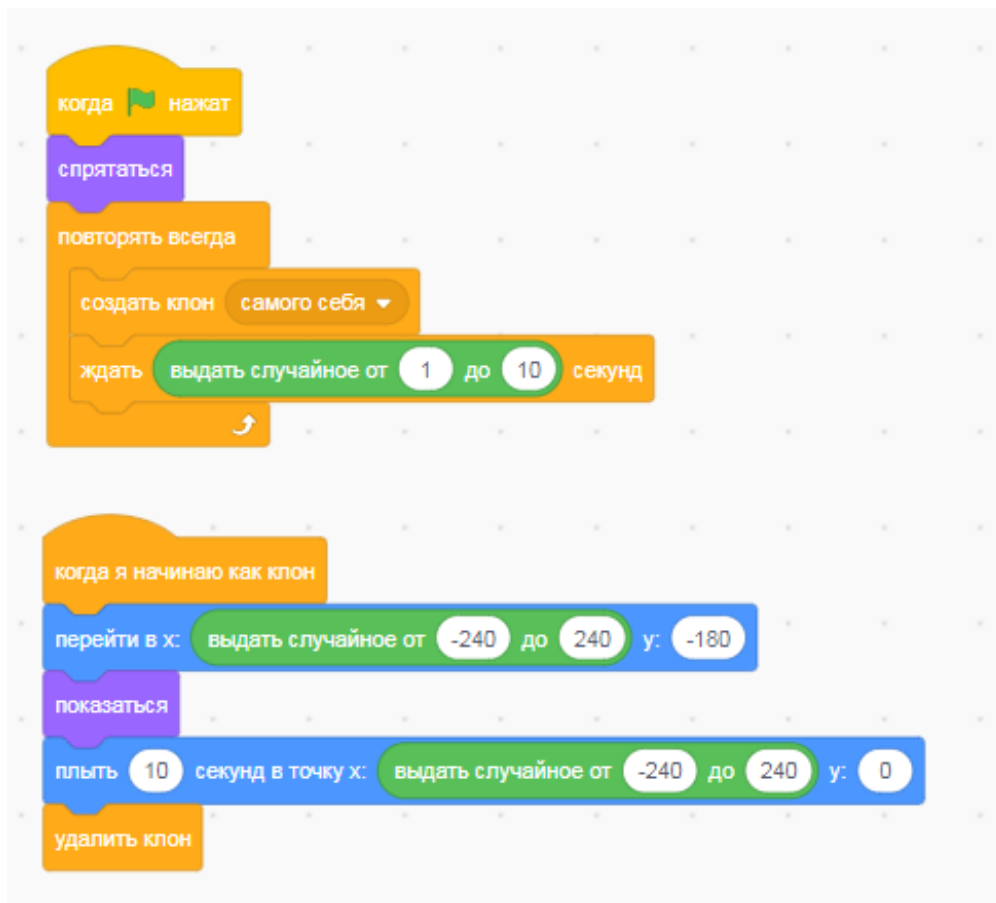 когда нажат
спрятаться
повторять всегда
создать клон самого себя
ждать выдать случайное от 1 до 10 секунд
когда я начинаю как клон
перейти в x: выдать случайное от -240 до 240 y: -180
показаться
плыть 10 секунд в точку x: выдать случайное от -240 до 240 y: 0
удалить клон